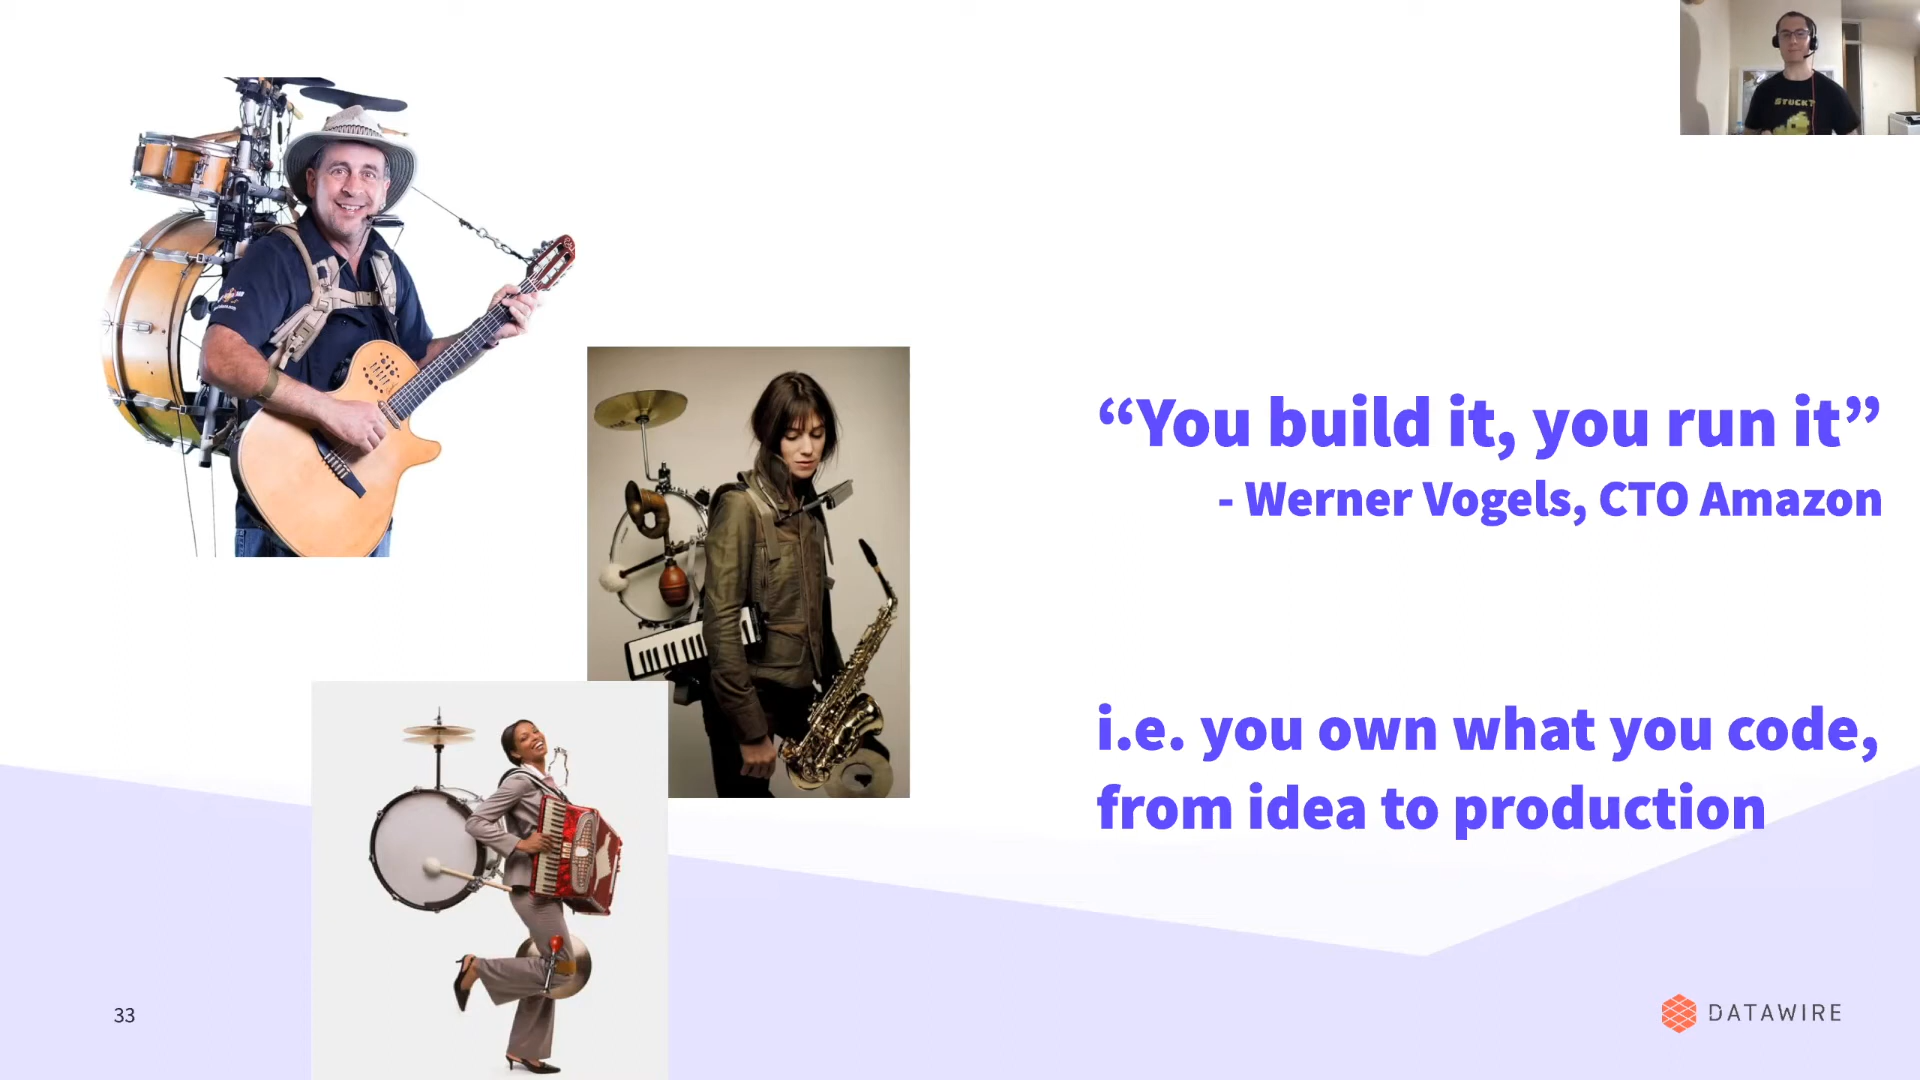 STUCK?
“You build it, you run it”
- Werner Vogels, CTO Amazon
i.e. you own what you code,
from idea to production
33
DATAWIRE